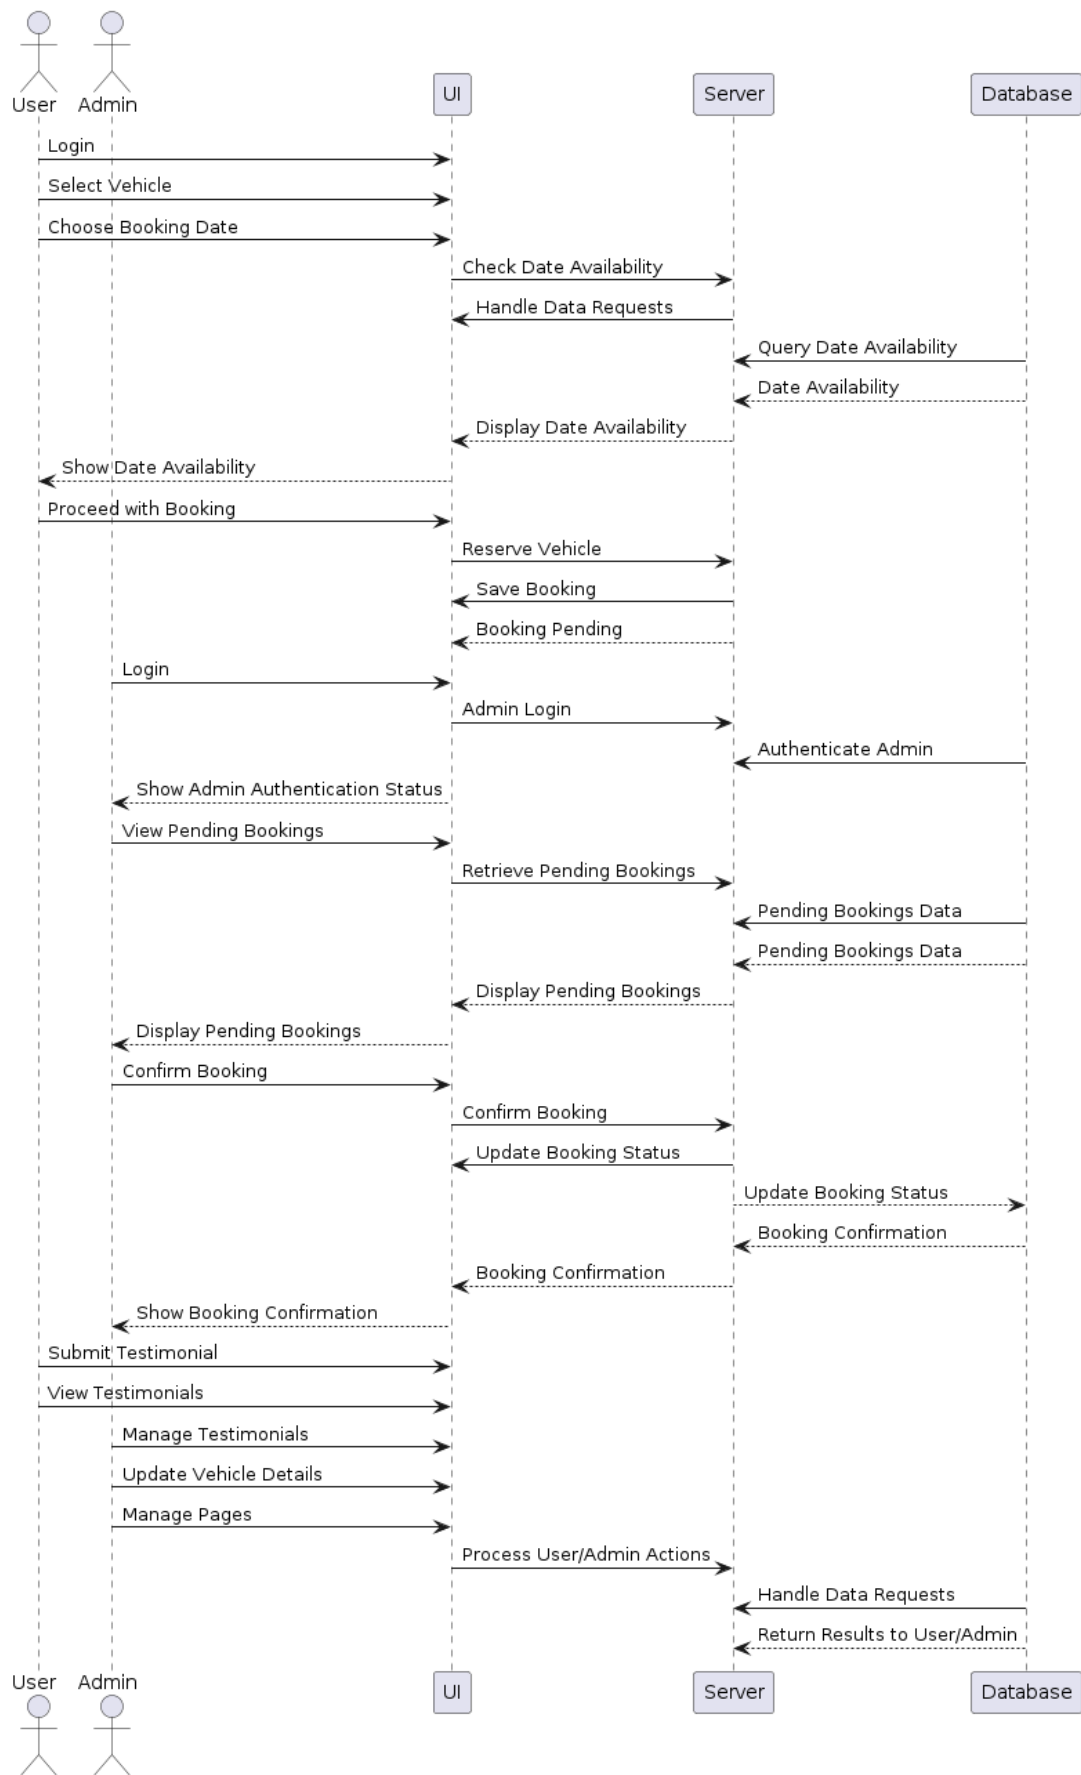 User Admin UI Server Database
Login
Select Vehicle
Choose Booking Date
Check Date Availability
Handle Data Requests
Query Date Availability
Date Availability
Display Date Availability
Show Date Availability
Proceed with Booking
Reserve Vehicle
Save Booking
Booking Pending
Login
Admin Login
Authenticate Admin
Show Admin Authentication Status
View Pending Bookings
Retrieve Pending Bookings
Pending Bookings Data
Pending Bookings Data
Display Pending Bookings
Display Pending Bookings
Confirm Booking
Confirm Booking
Update Booking Status
Update Booking Status
Booking Confirmation
Booking Confirmation
Show Booking Confirmation
Submit Testimonial
View Testimonials
Manage Testimonials
Update Vehicle Details
Manage Pages
Process User/Admin Actions
Handle Data Requests
Return Results to User/Admin
User Admin UI Server Database